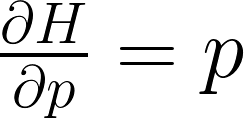 ∂H/∂p = p